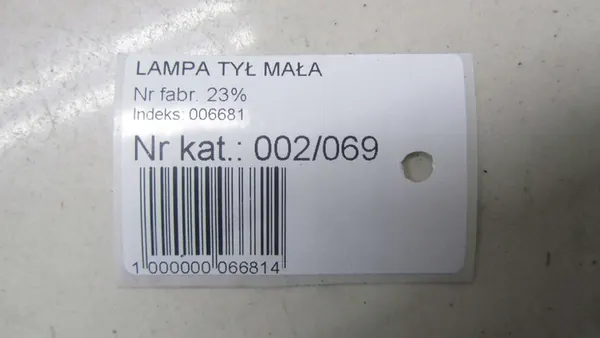 LAMPA TYŁ MAŁA
Nr fabr. 23%
Indeks: 006681
Nr kat.: 002/069
1 000000 066814